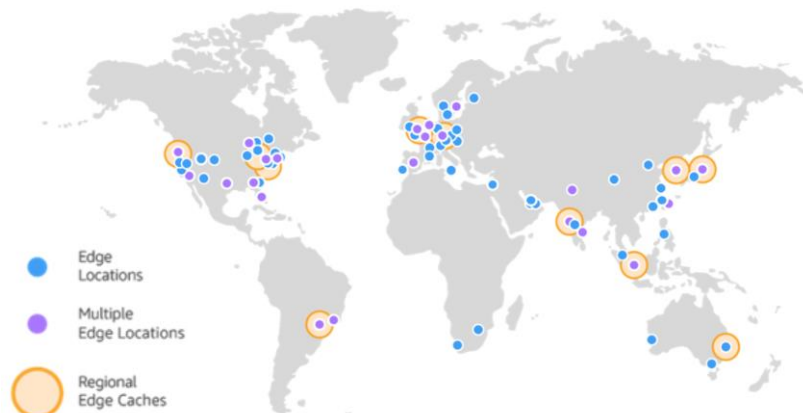 Edge
Locations
Multiple
Edge Locations
Regional
Edge Caches